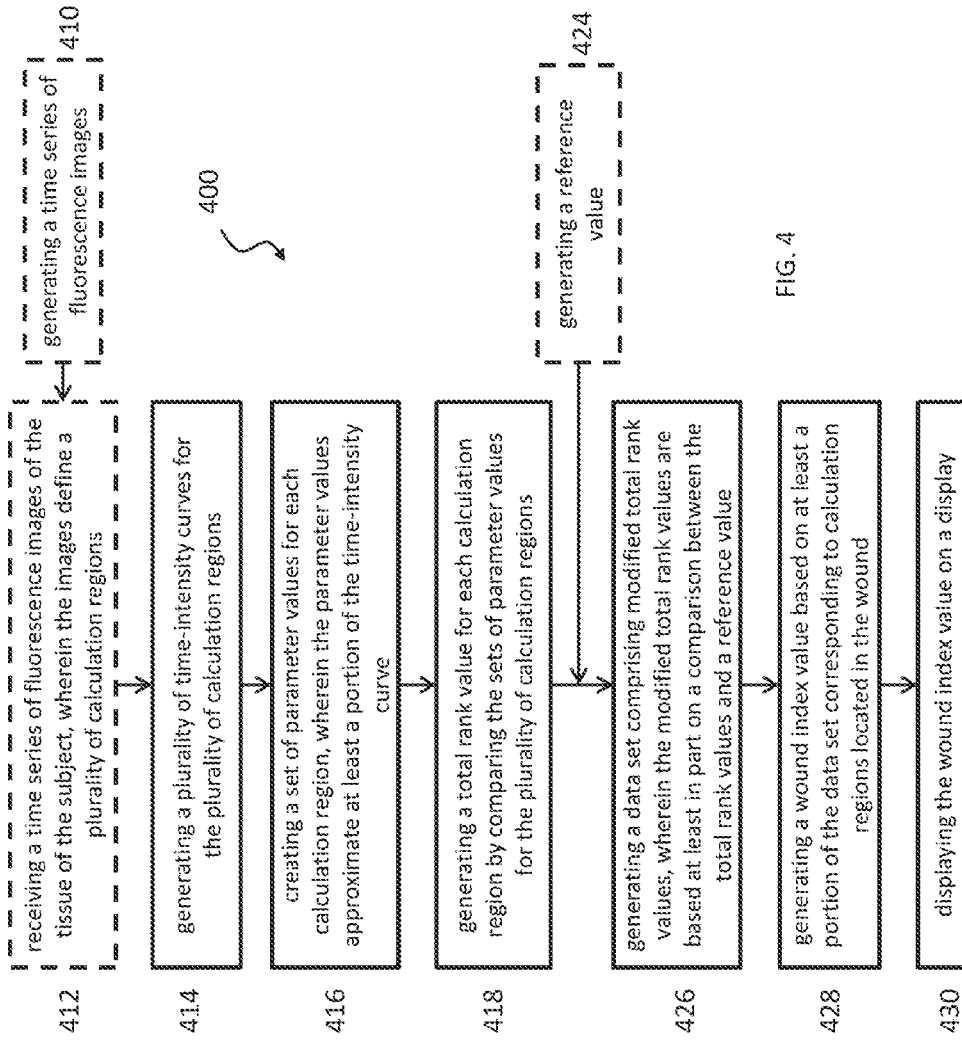 412
receiving a time series of fluorescence images of the
tissue of the subject, wherein the images define a
plurality of calculation regions
generating a time series of
fluorescence images
410
414
generating a plurality of time-intensity curves for
the plurality of calculation regions
400
416
creating a set of parameter values for each
calculation region, wherein the parameter values
approximate at least a portion of the time-intensity
curve
418
generating a total rank value for each calculation
region by comparing the sets of parameter values
for the plurality of calculation regions
generating a reference
value
424
426
generating a data set comprising modified total rank
values, wherein the modified total rank values are
based at least in part on a comparison between the
total rank values and a reference value
428
generating a wound index value based on at least a
portion of the data set corresponding to calculation
regions located in the wound
430
displaying the wound index value on a display
FIG. 4